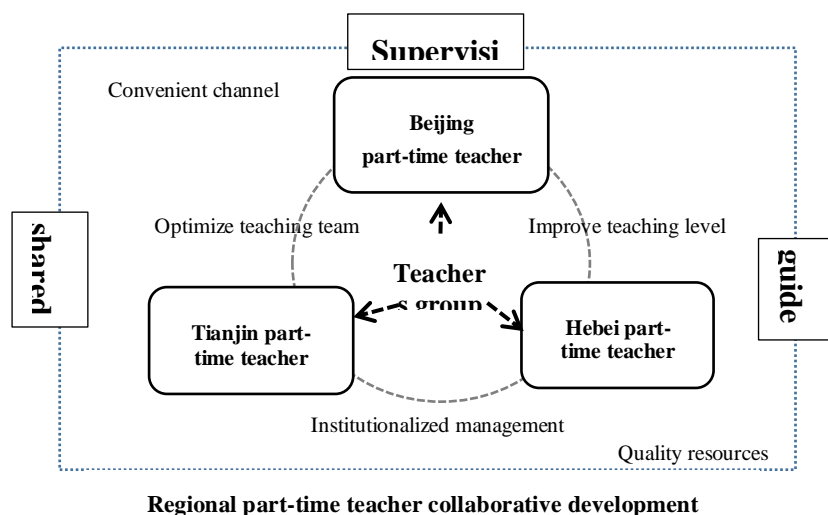 Supervisi
Convenient channel
Beijing
part-time teacher
shared
Optimize teaching team
Improve teaching level
guide
Teacher
s group
Tianjin part-
time teacher
Hebei part-
time teacher
Institutionalized management
Quality resources
Regional part-time teacher collaborative development